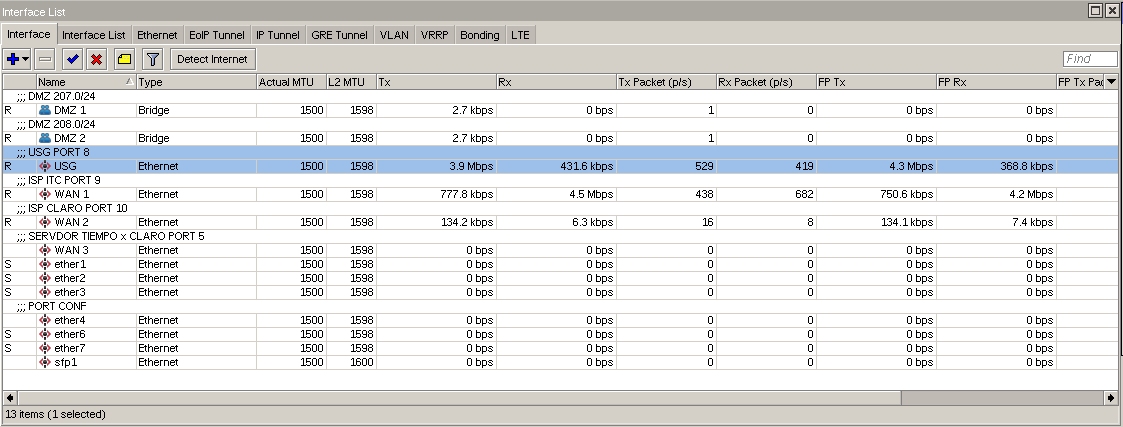 Interface List
Interface Interface List Ethernet EoIP Tunnel IP Tunnel GRE Tunnel VLAN VRRP Bonding LTE
Detect Internet Find
Name Type Actual MTU L2 MTU Tx Rx Tx Packet (p/s) Rx Packet (p/s) FP Tx FP Rx FP Tx Pac
;;; DMZ 207.0/24
R DMZ 1 Bridge 1500 1598 2.7 kbps 0 bps 1 0 0 bps 0 bps
;;; DMZ 208.0/24
R DMZ 2 Bridge 1500 1598 2.7 kbps 0 bps 1 0 0 bps 0 bps
;;; USG PORT 8
R USG Ethernet 1500 1598 3.9 Mbps 431.6 kbps 529 419 4.3 Mbps 368.8 kbps
;;; ISP ITC PORT 9
R WAN 1 Ethernet 1500 1598 777.8 kbps 4.5 Mbps 438 682 750.6 kbps 4.2 Mbps
;;; ISP CLARO PORT 10
R WAN 2 Ethernet 1500 1598 134.2 kbps 6.3 kbps 16 8 134.1 kbps 7.4 kbps
;;; SERVDOR TIEMPO x CLARO PORT 5
WAN 3 Ethernet 1500 1598 0 bps 0 bps 0 0 0 bps 0 bps
S ether1 Ethernet 1500 1598 0 bps 0 bps 0 0 0 bps 0 bps
S ether2 Ethernet 1500 1598 0 bps 0 bps 0 0 0 bps 0 bps
S ether3 Ethernet 1500 1598 0 bps 0 bps 0 0 0 bps 0 bps
;;; PORT CONF
ether4 Ethernet 1500 1598 0 bps 0 bps 0 0 0 bps 0 bps
S ether6 Ethernet 1500 1598 0 bps 0 bps 0 0 0 bps 0 bps
S ether7 Ethernet 1500 1598 0 bps 0 bps 0 0 0 bps 0 bps
sfp1 Ethernet 1500 1600 0 bps 0 bps 0 0 0 bps 0 bps
13 items (1 selected)